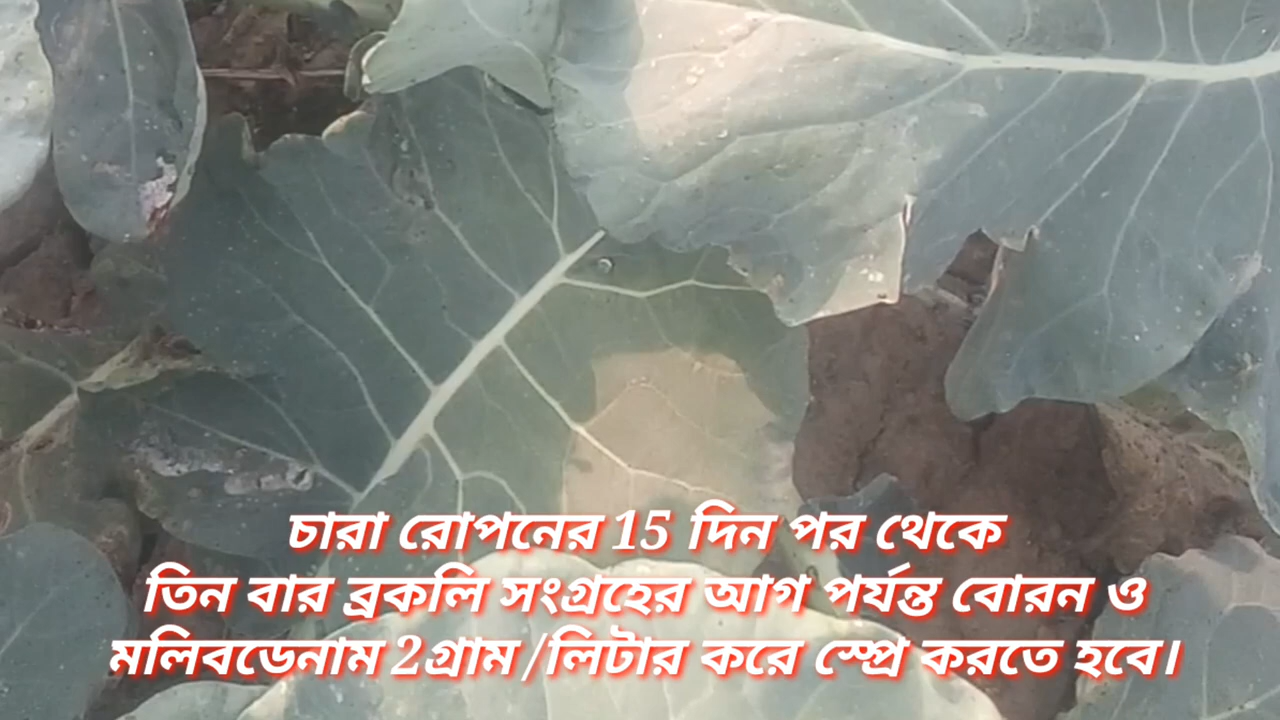 চারা রোপনের 15 দিন পর থেকে
তিন বার ব্রকলি সংগ্রহের আগ পর্যন্ত বোরন ও
মলিবডেনাম 2গ্রাম/লিটার করে স্প্রে করতে হবে।